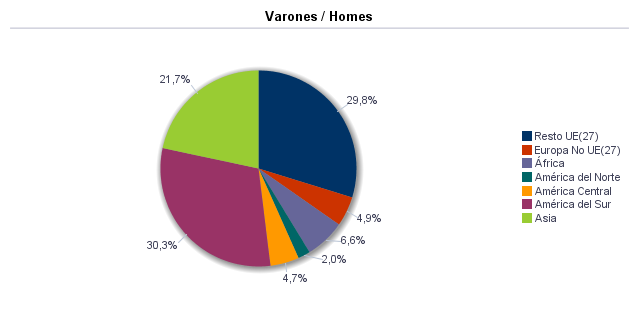 Varones / Homes
21,7%
29,8%
4,9%
6,6%
2,0%
4,7%
30,3%
Resto UE(27)
Europa No UE(27)
África
América del Norte
América Central
América del Sur
Asia